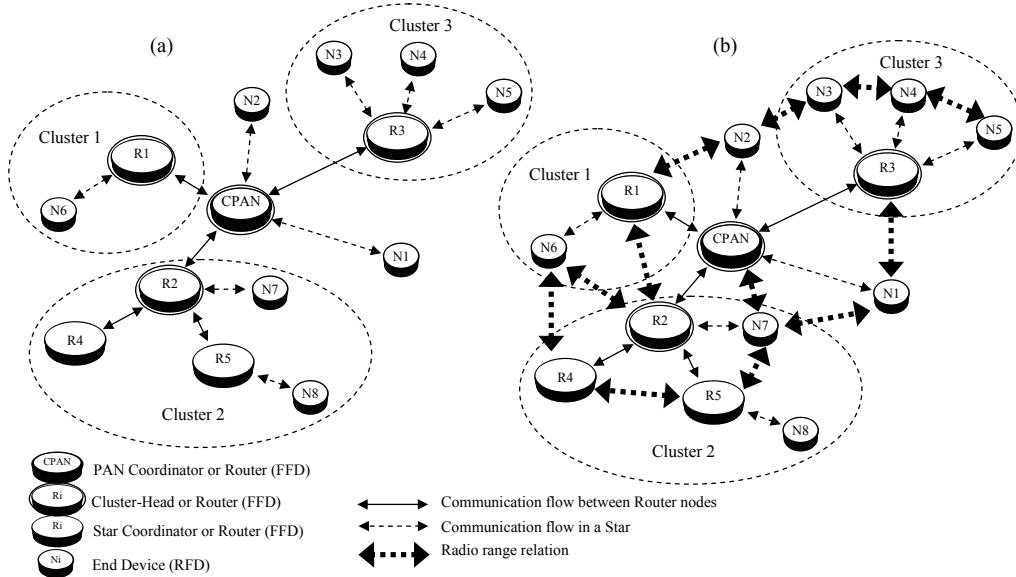 (a)
Cluster 3
N3
N4
N5
R3
N2
Cluster 1
R1
N6
CPAN
N1
R2
N7
R4
R5
N8
Cluster 2
(b)
Cluster 3
N3
N4
N5
N2
R3
Cluster 1
R1
N6
CPAN
N1
R2
N7
R4
R5
N8
Cluster 2
CPAN
PAN Coordinator or Router (FFD)
Ri
Cluster-Head or Router (FFD)
Ri
Star Coordinator or Router (FFD)
Ni
End Device (RFD)
Communication flow between Router nodes
Communication flow in a Star
Radio range relation